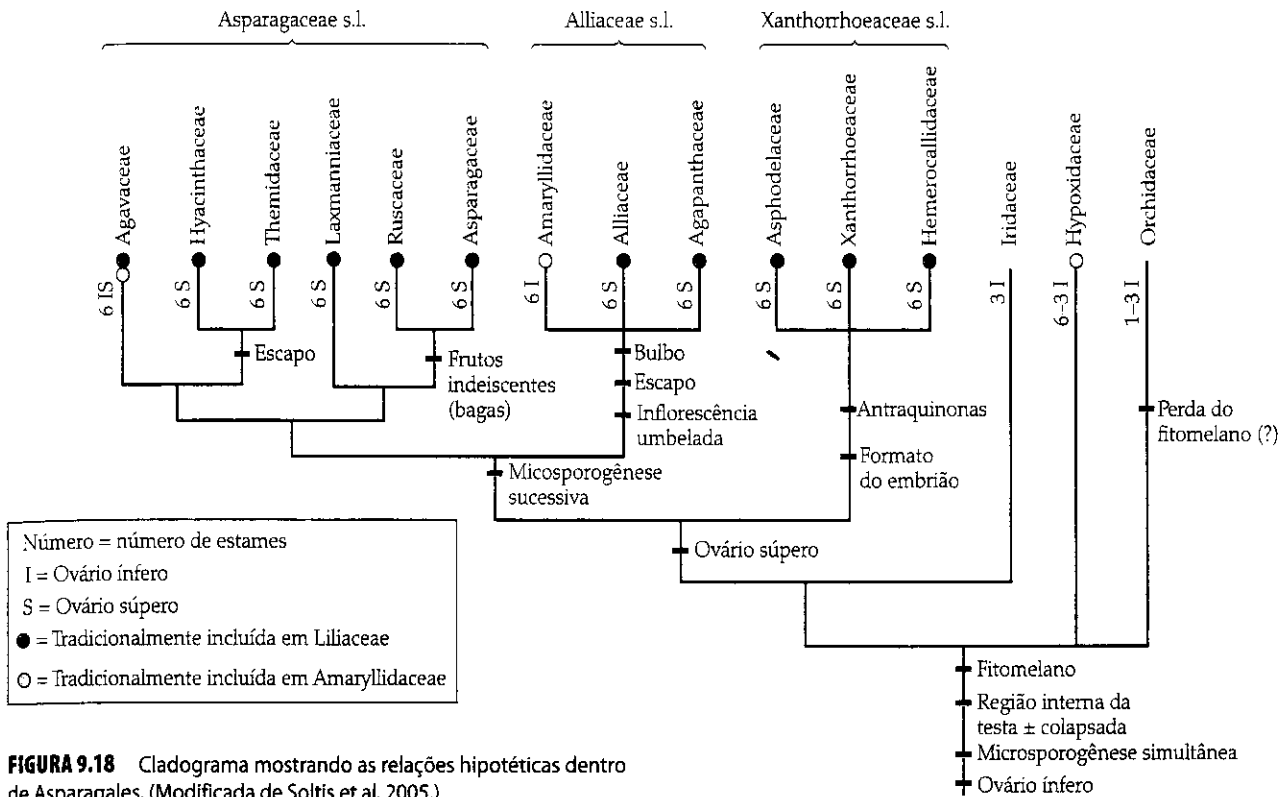 Asparagaceae s.l.
Alliaceae s.l.
Xanthorrhoeaceae s.l.
Agavaceae
Hyacinthaceae
Themidaceae
Laxmanniaceae
Ruscaceae
Asparagaceae
Amaryllidaceae
Alliaceae
Agapanthaceae
Asphodelaceae
Xanthorrhoeaceae
Hemerocallidaceae
Iridaceae
Hypoxidaceae
Orchidaceae
6 IS
6 S
6 S
6 S
6 S
6 S
6 I
6 S
6 S
6 S
6 S
6 S
3 I
6–3 I
1–3 I
Escapo
Frutos
indeiscentes
(bagas)
Bulbo
Escapo
Inflorescência
umbelada
Antraquinonas
Formato
do embrião
Perda do
fitomelano (?)
Micosporogênese
sucessiva
Ovário súpero
Número = número de estames
I = Ovário ínfero
S = Ovário súpero
● = Tradicionalmente incluída em Liliaceae
○ = Tradicionalmente incluída em Amaryllidaceae
Fitomelano
Região interna da
testa ± colapsada
Microsporogênese simultânea
Ovário ínfero
FIGURA 9.18 Cladograma mostrando as relações hipotéticas dentro
de Asparagales. (Modificada de Soltis et al. 2005.)